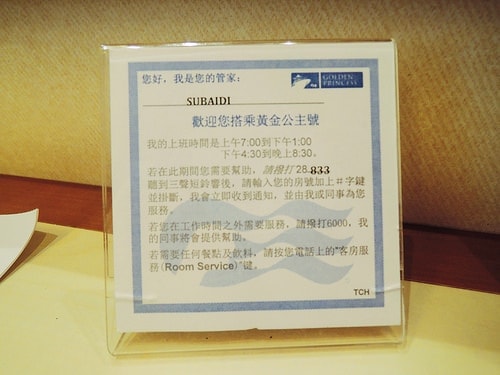 您好，我是您的管家：
GOLDEN PRINCESS
SUBAIDI
歡迎您搭乘黃金公主號
我的上班時間是上午7:00到下午1:00
下午4:30到晚上8:30。
若在此期間您需要幫助，請撥打 28 833
聽到三聲短鈴響後，請輸入您的房號加上＃字鍵
並掛斷，我會立即收到通知，並由我或同事為您
服務。
若您在工作時間之外需要服務，請撥打6000，我
的同事將會提供幫助。
若需要任何餐點及飲料，請按您電話上的"客房服
務(Room Service)"键。
TCH